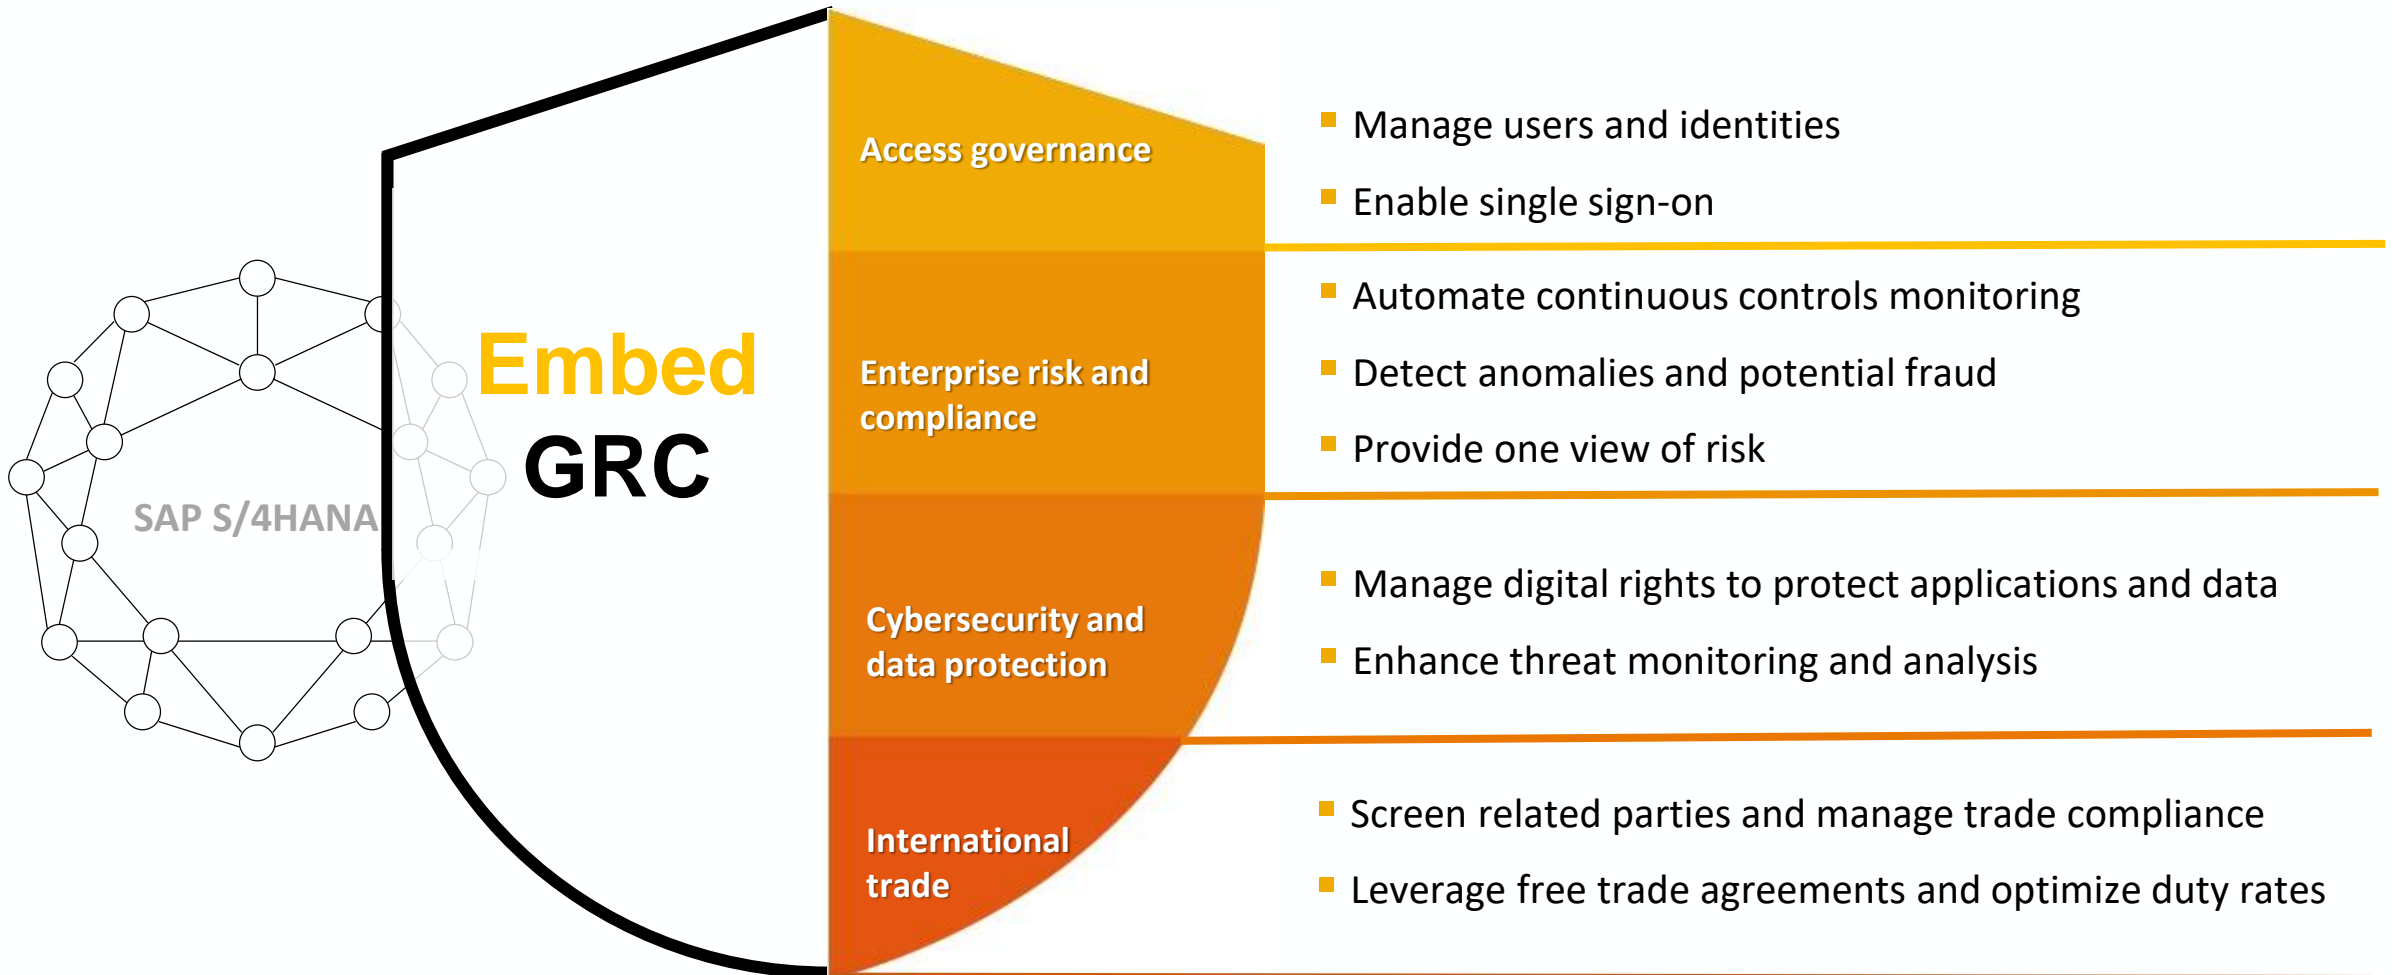 SAP S/4HANA
Embed
GRC
Access governance
Manage users and identities
Enable single sign-on
Enterprise risk and
compliance
Automate continuous controls monitoring
Detect anomalies and potential fraud
Provide one view of risk
Cybersecurity and
data protection
Manage digital rights to protect applications and data
Enhance threat monitoring and analysis
International
trade
Screen related parties and manage trade compliance
Leverage free trade agreements and optimize duty rates